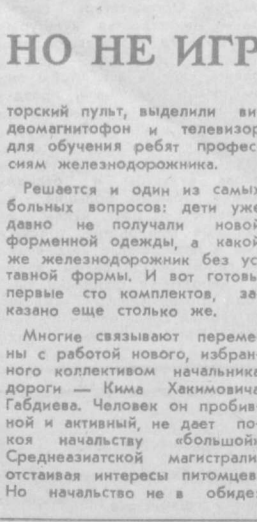 НО НЕ ИГР
торский пульт, выделили ви-
деомагнитофон и телевизор
для обучения ребят профес-
сиям железнодорожника.
Решается и один из самых
больных вопросов: дети уже
давно не получали новой
форменной одежды, а какой
же железнодорожник без ус-
тавной формы. И вот готовы
первые сто комплектов, за-
казано еще столько же.
Многие связывают переме-
ны с работой нового, избран-
ного коллективом начальника
дороги — Кима Хакимовича
Габдиева. Человек он пробив-
ной и активный, не дает по-
коя начальству «большой»
Среднеазиатской магистрали,
отстаивая интересы питомцев.
Но начальство не в обиде: